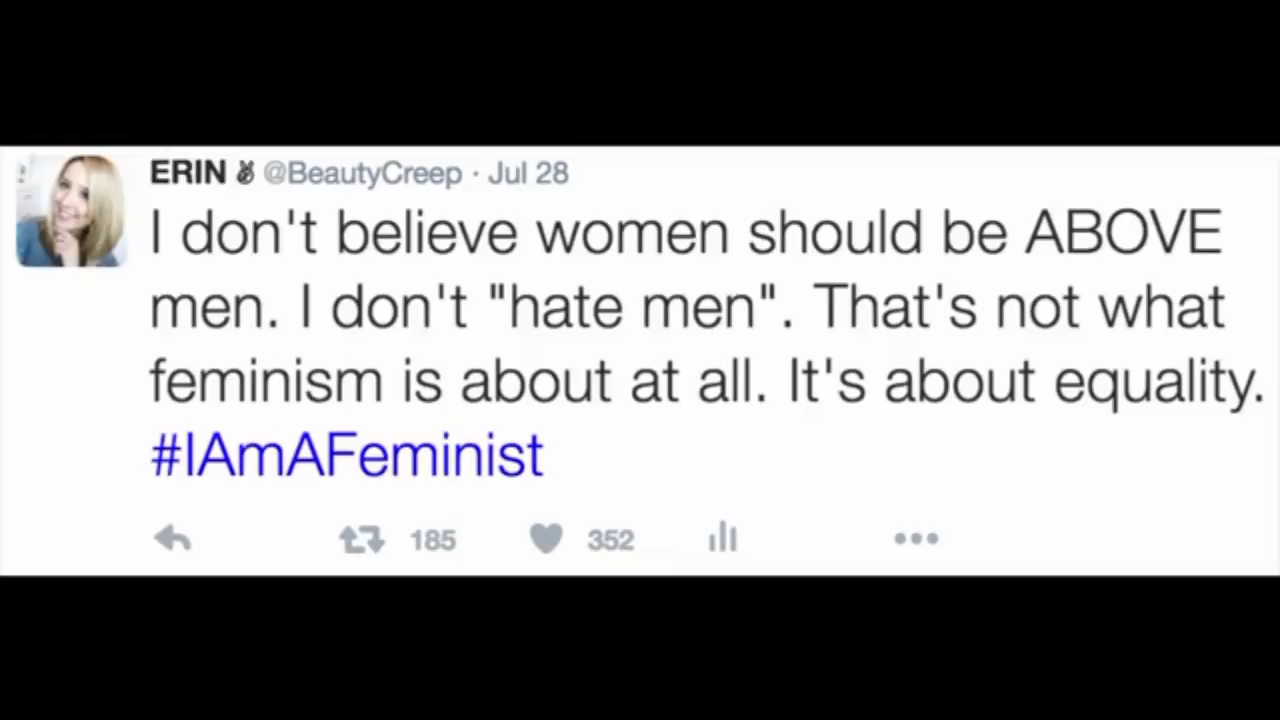 ERIN ✌ @BeautyCreep · Jul 28
I don't believe women should be ABOVE
men. I don't "hate men". That's not what
feminism is about at all. It's about equality.
#IAmAFeminist
185 352